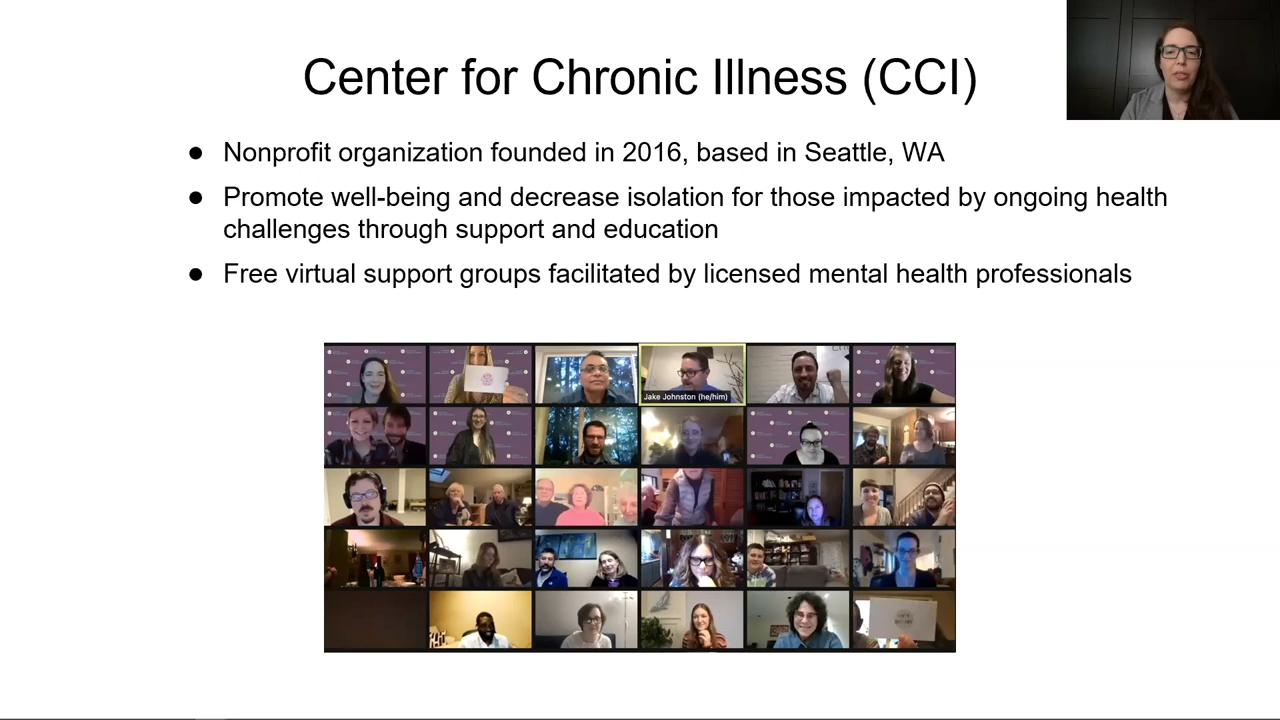 Center for Chronic Illness (CCI)
● Nonprofit organization founded in 2016, based in Seattle, WA
● Promote well-being and decrease isolation for those impacted by ongoing health
challenges through support and education
● Free virtual support groups facilitated by licensed mental health professionals
Jake Johnston (he/him)